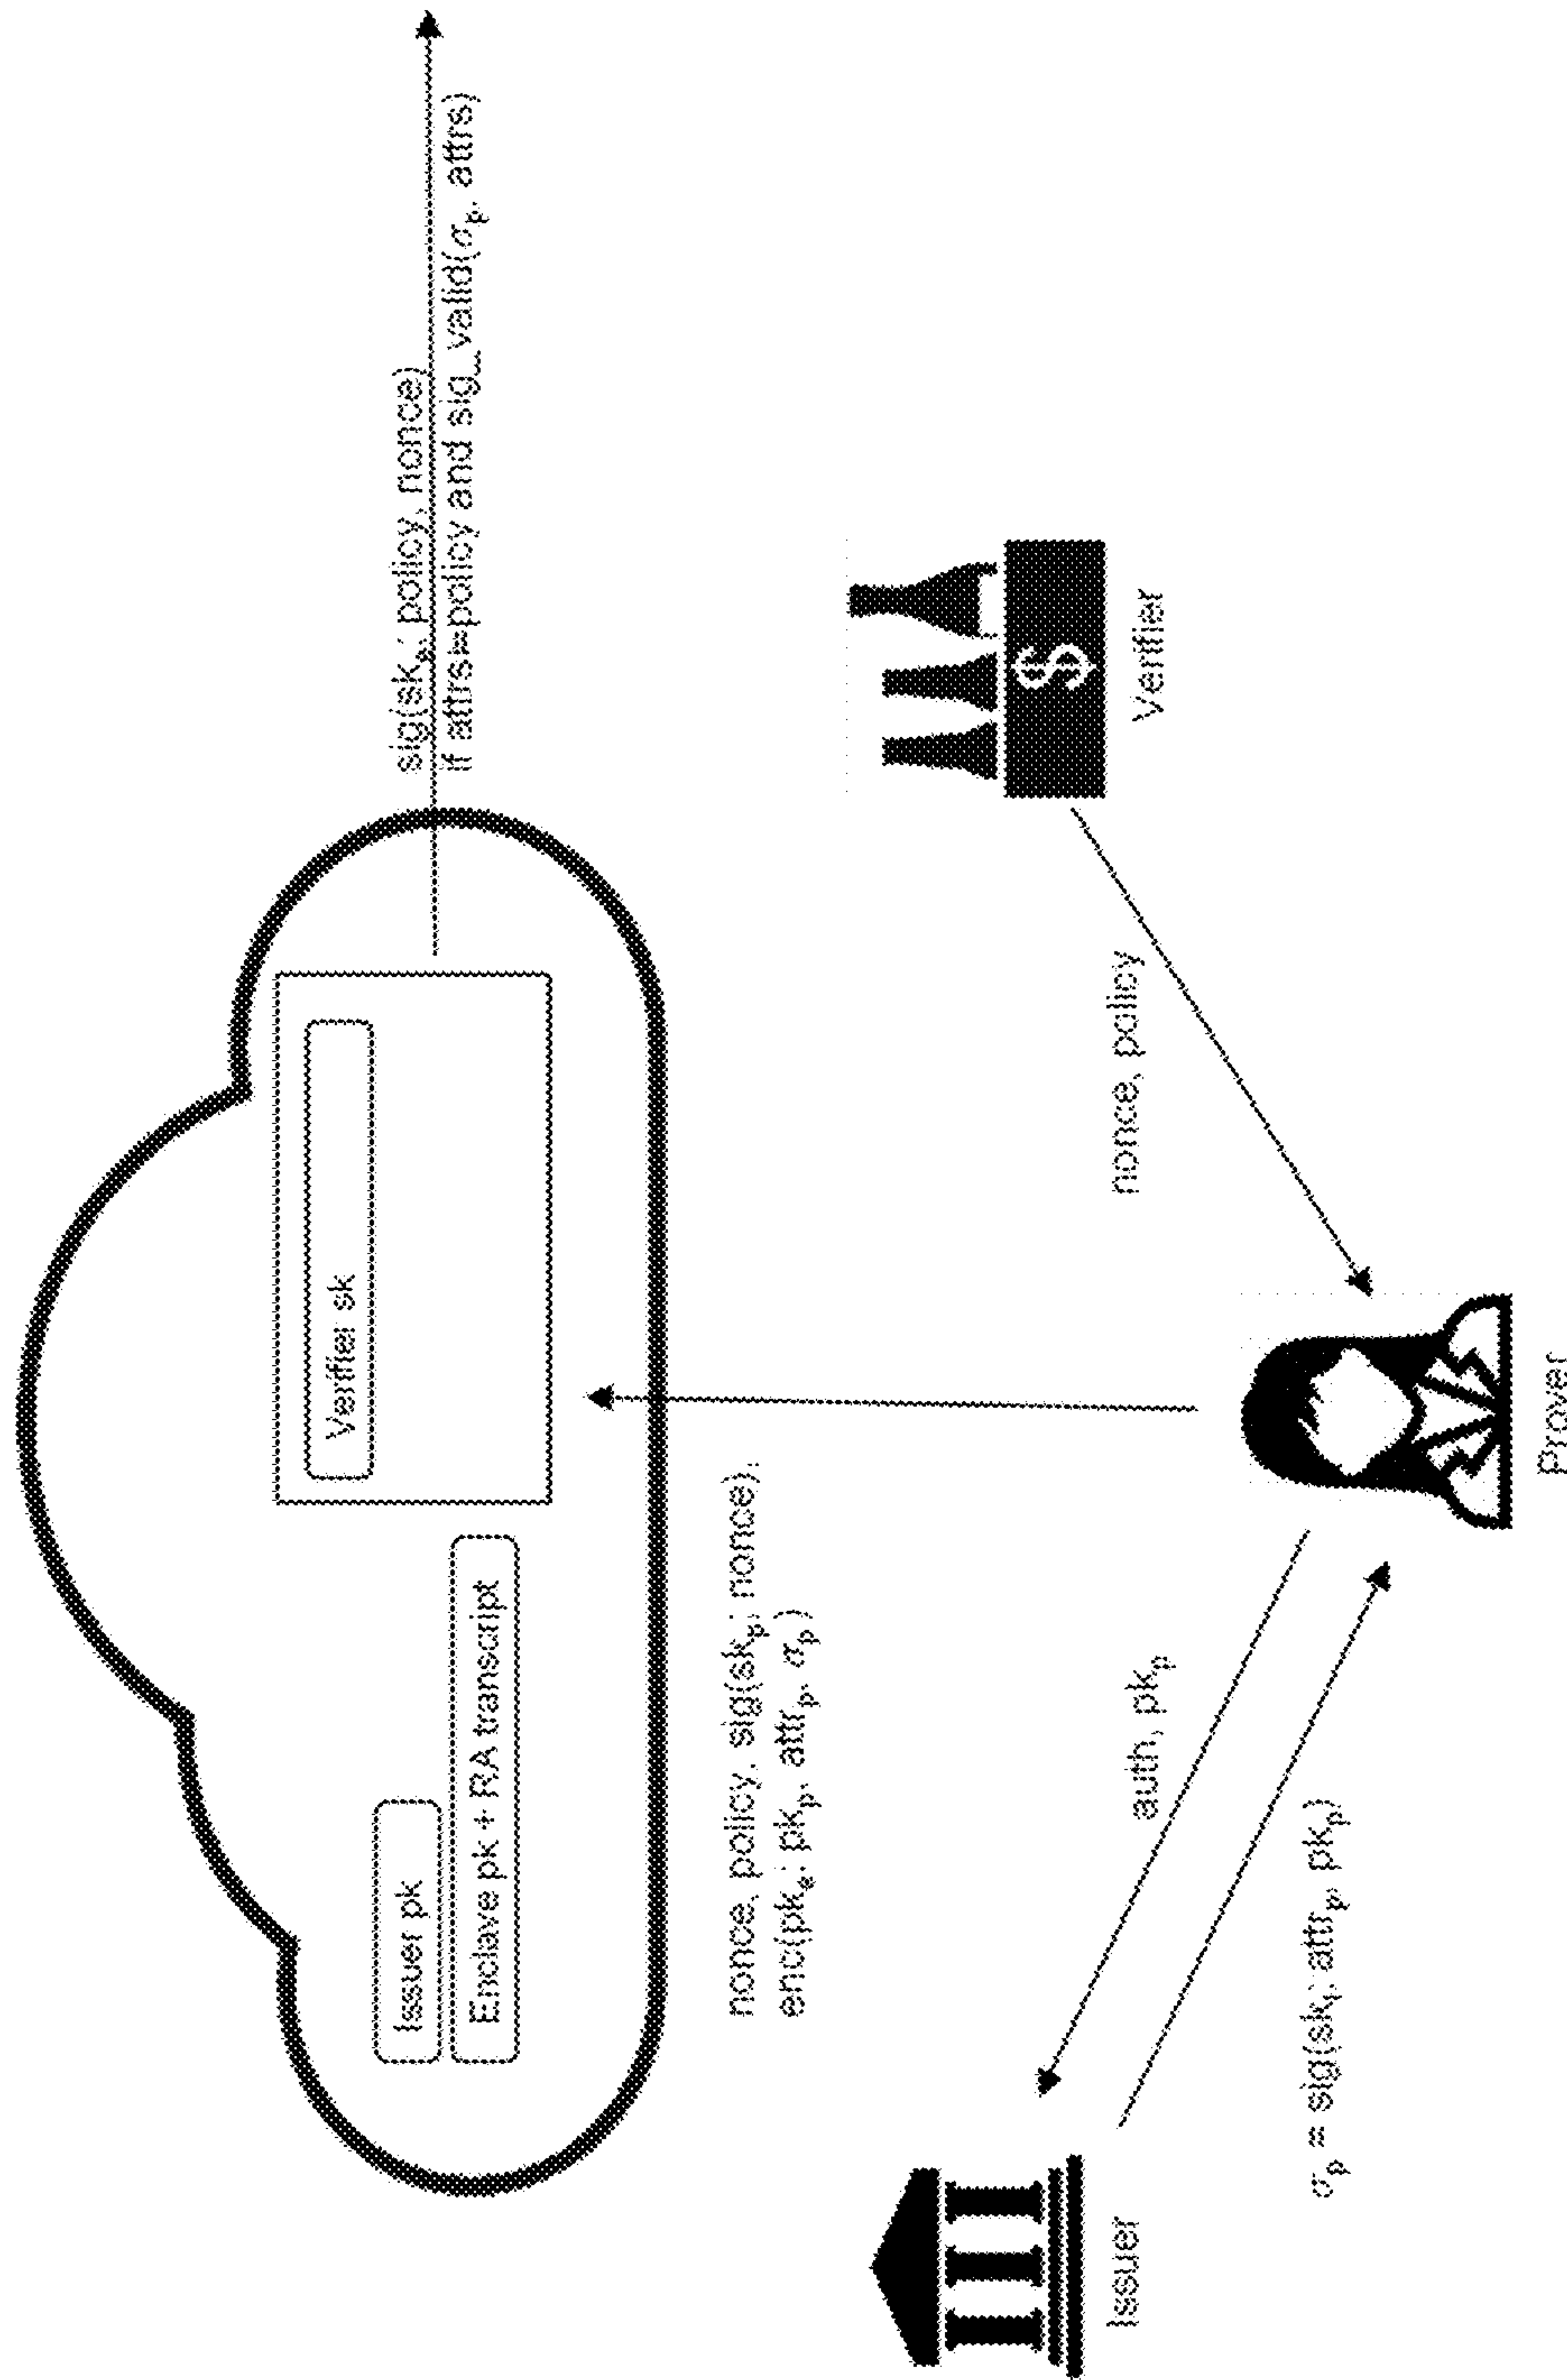 Issuer pk
Enclave pk + RA transcript
Verifier sk
sig(skₑ; policy, nonce)
if attrs⊨policy and sig_valid(σₚ, attrs)
nonce, policy, sig(skₚ; nonce),
enc(pkₑ; pkₚ, attrₚ, σₚ)
nonce, policy
auth, pkₚ
σₚ = sig(skᵢ; attrₚ, pkₚ)
Issuer
Prover
Verifier
$